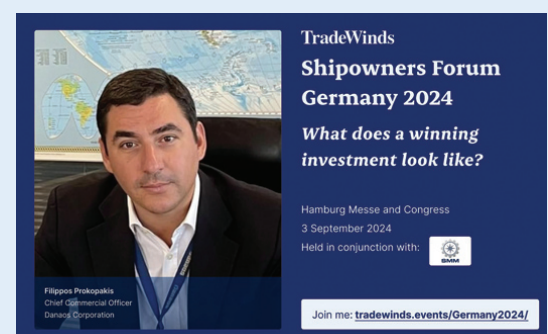 TradeWinds
Shipowners Forum
Germany 2024
What does a winning
investment look like?
Hamburg Messe and Congress
3 September 2024
Held in conjunction with:
SMM
Filippos Prokopakis
Chief Commercial Officer
Danaos Corporation
Join me: tradewinds.events/Germany2024/